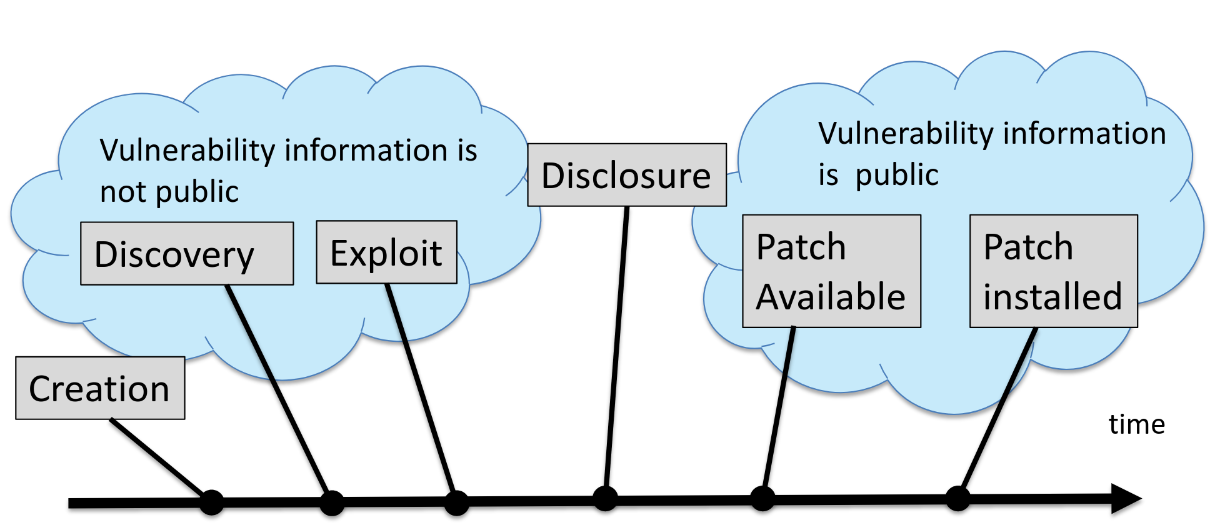 Vulnerability information is
not public
Vulnerability information
is  public
Disclosure
Discovery
Exploit
Patch
Available
Patch
installed
Creation
time